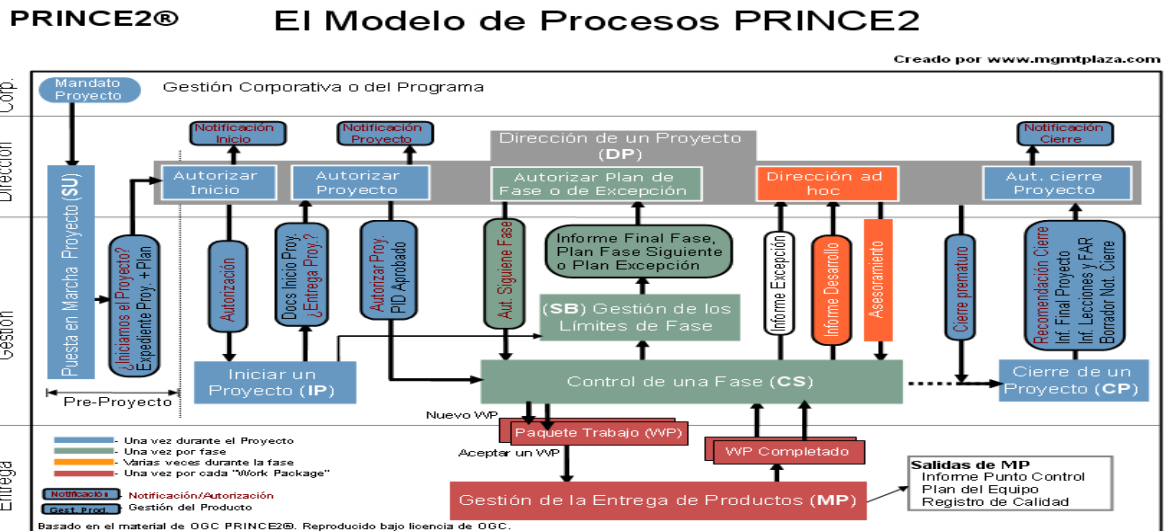 PRINCE2®
El Modelo de Procesos PRINCE2
Creado por www.mgmtplaza.com
Corp.
Mandato
Proyecto
Gestión Corporativa o del Programa
Dirección
Notificación
Inicio
Notificación
Proyecto
Dirección de un Proyecto
(DP)
Notificación
Cierre
Autorizar
Inicio
Autorizar
Proyecto
Autorizar Plan de
Fase o de Excepción
Dirección ad
hoc
Aut. cierre
Proyecto
Gestión
Puesta en Marcha Proyecto (SU)
¿Iniciamos el Proyecto?
Expediente Proy. + Plan
Autorización
Docs Inicio Proy.
¿Entrega Proy.?
Autorizar Proy.
PID Aprobado
Aut. Siguiene Fase
Informe Final Fase,
Plan Fase Siguiente
o Plan Excepción
Informe Excepción
Informe Desarrollo
Asesoramiento
Cierre prematuro
Recomendación Cierre
Inf. Final Proyecto
Inf. Lecciones y FAR
Borrador Not. Cierre
(SB) Gestión de los
Límites de Fase
Iniciar un
Proyecto (IP)
Control de una Fase (CS)
Cierre de un
Proyecto (CP)
Pre-Proyecto
Entrega
Nuevo WP
Paquete Trabajo (WP)
Aceptar un WP
WP Completado
Gestión de la Entrega de Productos (MP)
Salidas de MP
Informe Punto Control
Plan del Equipo
Registro de Calidad
- Una vez durante el Proyecto
- Una vez por fase
- Varias veces durante la fase
- Una vez por cada "Work Package"
Notificación - Notificación/Autorización
Gest. Prod. - Gestión del Producto
Basado en el material de OGC PRINCE2®. Reproducido bajo licencia de OGC.